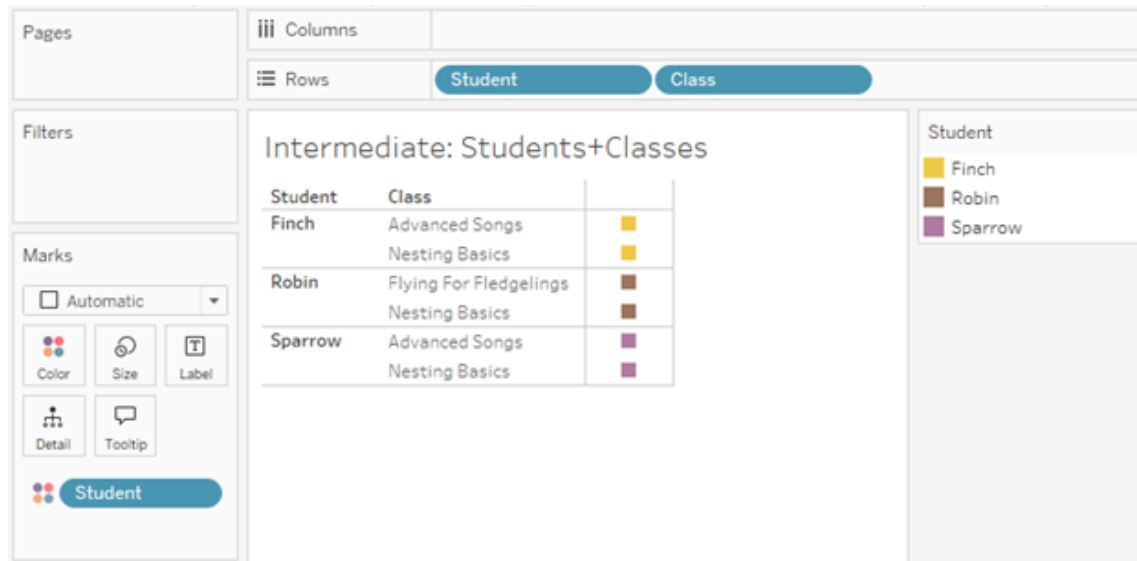 Pages
Columns
Rows Student Class
Filters
Marks
Automatic
Color Size Label
Detail Tooltip
Student
Intermediate: Students+Classes
Student Class
Finch Advanced Songs
Nesting Basics
Robin Flying For Fledgelings
Nesting Basics
Sparrow Advanced Songs
Nesting Basics
Student
Finch
Robin
Sparrow